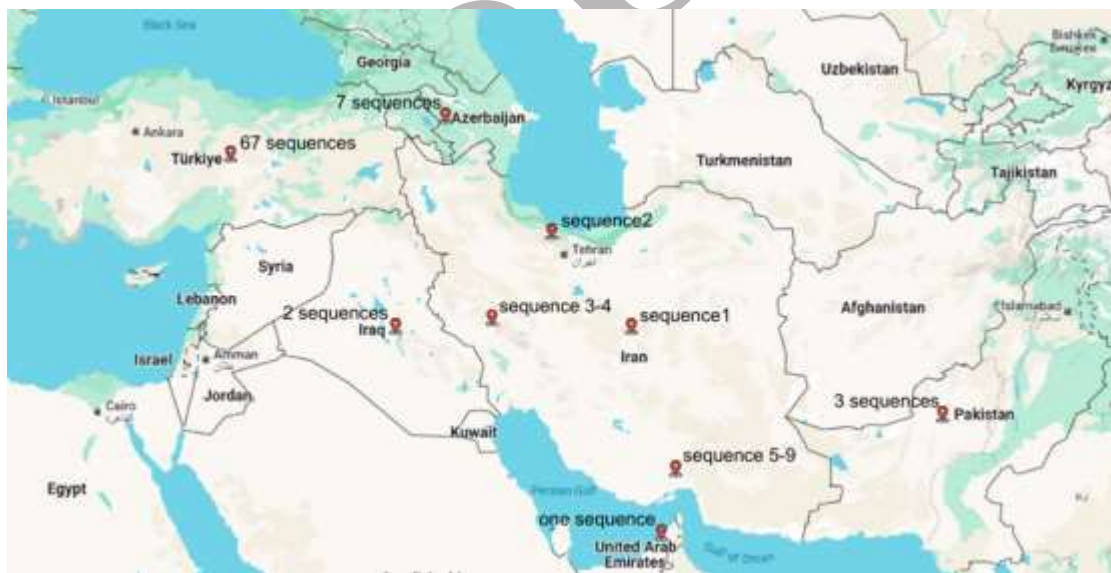 Black Sea
Bishkek
Бишкек
Georgia
Uzbekistan
Kyrgyz
Istanbul
7 sequences
Azerbaijan
Ankara
67 sequences
Türkiye
Turkmenistan
Tajikistan
sequence2
Tehran
تهران
Syria
Lebanon
2 sequences
Iraq
sequence 3-4
sequence1
Iran
Afghanistan
Islamabad
Israel
Amman
Jordan
3 sequences
Pakistan
Cairo
Kuwait
sequence 5-9
Egypt
Persian Gulf
one sequence
United Arab
Emirates
Gulf of Oman